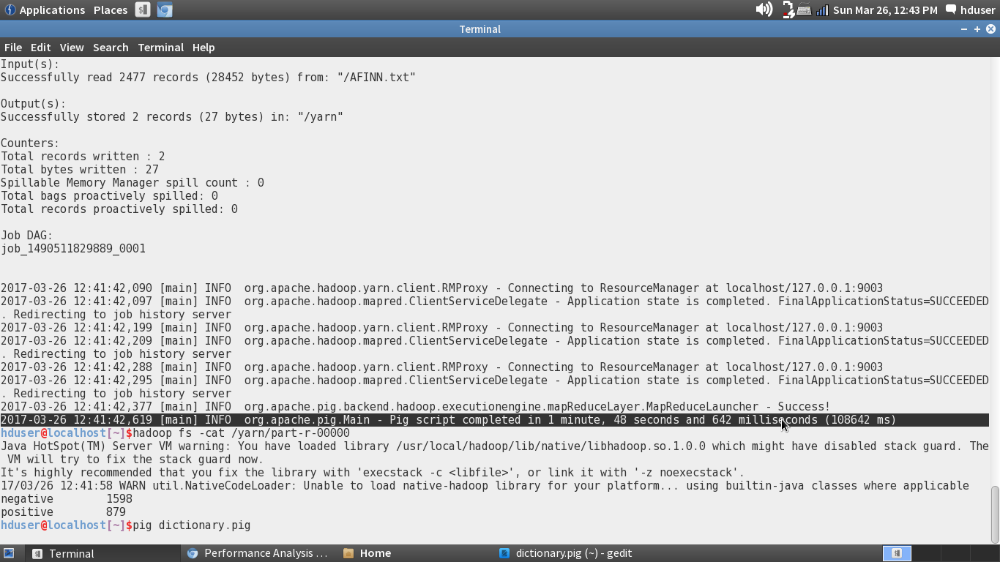 Applications Places Sun Mar 26, 12:43 PM hduser
Terminal
File Edit View Search Terminal Help
Input(s):
Successfully read 2477 records (28452 bytes) from: "/AFINN.txt"
Output(s):
Successfully stored 2 records (27 bytes) in: "/yarn"
Counters:
Total records written : 2
Total bytes written : 27
Spillable Memory Manager spill count : 0
Total bags proactively spilled: 0
Total records proactively spilled: 0
Job DAG:
job_1490511829889_0001
2017-03-26 12:41:42,090 [main] INFO  org.apache.hadoop.yarn.client.RMProxy - Connecting to ResourceManager at localhost/127.0.0.1:9003
2017-03-26 12:41:42,097 [main] INFO  org.apache.hadoop.mapred.ClientServiceDelegate - Application state is completed. FinalApplicationStatus=SUCCEEDED
. Redirecting to job history server
2017-03-26 12:41:42,199 [main] INFO  org.apache.hadoop.yarn.client.RMProxy - Connecting to ResourceManager at localhost/127.0.0.1:9003
2017-03-26 12:41:42,209 [main] INFO  org.apache.hadoop.mapred.ClientServiceDelegate - Application state is completed. FinalApplicationStatus=SUCCEEDED
. Redirecting to job history server
2017-03-26 12:41:42,288 [main] INFO  org.apache.hadoop.yarn.client.RMProxy - Connecting to ResourceManager at localhost/127.0.0.1:9003
2017-03-26 12:41:42,295 [main] INFO  org.apache.hadoop.mapred.ClientServiceDelegate - Application state is completed. FinalApplicationStatus=SUCCEEDED
. Redirecting to job history server
2017-03-26 12:41:42,377 [main] INFO  org.apache.pig.backend.hadoop.executionengine.mapReduceLayer.MapReduceLauncher - Success!
2017-03-26 12:41:42,619 [main] INFO  org.apache.pig.Main - Pig script completed in 1 minute, 48 seconds and 642 milliseconds (108642 ms)
hduser@localhost[~]$hadoop fs -cat /yarn/part-r-00000
Java HotSpot(TM) Server VM warning: You have loaded library /usr/local/hadoop/lib/native/libhadoop.so.1.0.0 which might have disabled stack guard. The
 VM will try to fix the stack guard now.
It's highly recommended that you fix the library with 'execstack -c <libfile>', or link it with '-z noexecstack'.
17/03/26 12:41:58 WARN util.NativeCodeLoader: Unable to load native-hadoop library for your platform... using builtin-java classes where applicable
negative        1598
positive        879
hduser@localhost[~]$pig dictionary.pig
Terminal Performance Analysis ... Home dictionary.pig (~) - gedit